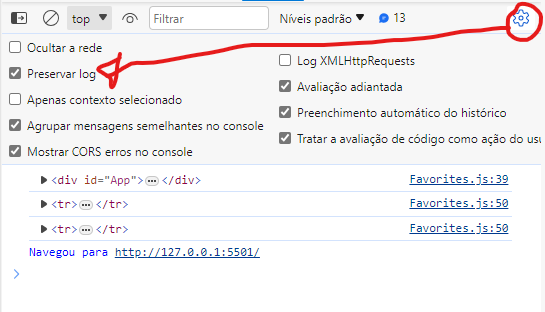 top Filtrar Níveis padrão 13
Ocultar a rede
Log XMLHttpRequests
Preservar log
Avaliação adiantada
Apenas contexto selecionado
Preenchimento automático do histórico
Agrupar mensagens semelhantes no console
Tratar a avaliação de código como ação do usu
Mostrar CORS erros no console
<div id="App">…</div> Favorites.js:39
<tr>…</tr> Favorites.js:50
<tr>…</tr> Favorites.js:50
Navegou para http://127.0.0.1:5501/